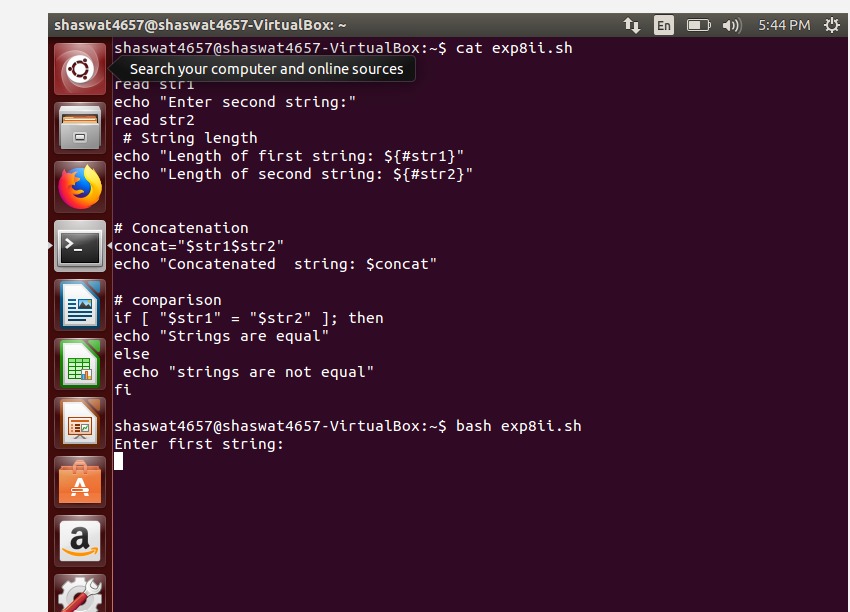 shaswat4657@shaswat4657-VirtualBox: ~
En
5:44 PM
shaswat4657@shaswat4657-VirtualBox:~$ cat exp8ii.sh
Search your computer and online sources
read str1
echo "Enter second string:"
read str2
 # String length
echo "Length of first string: ${#str1}"
echo "Length of second string: ${#str2}"
# Concatenation
concat="$str1$str2"
echo "Concatenated  string: $concat"
# comparison
if [ "$str1" = "$str2" ]; then
echo "Strings are equal"
else
 echo "strings are not equal"
fi
shaswat4657@shaswat4657-VirtualBox:~$ bash exp8ii.sh
Enter first string: